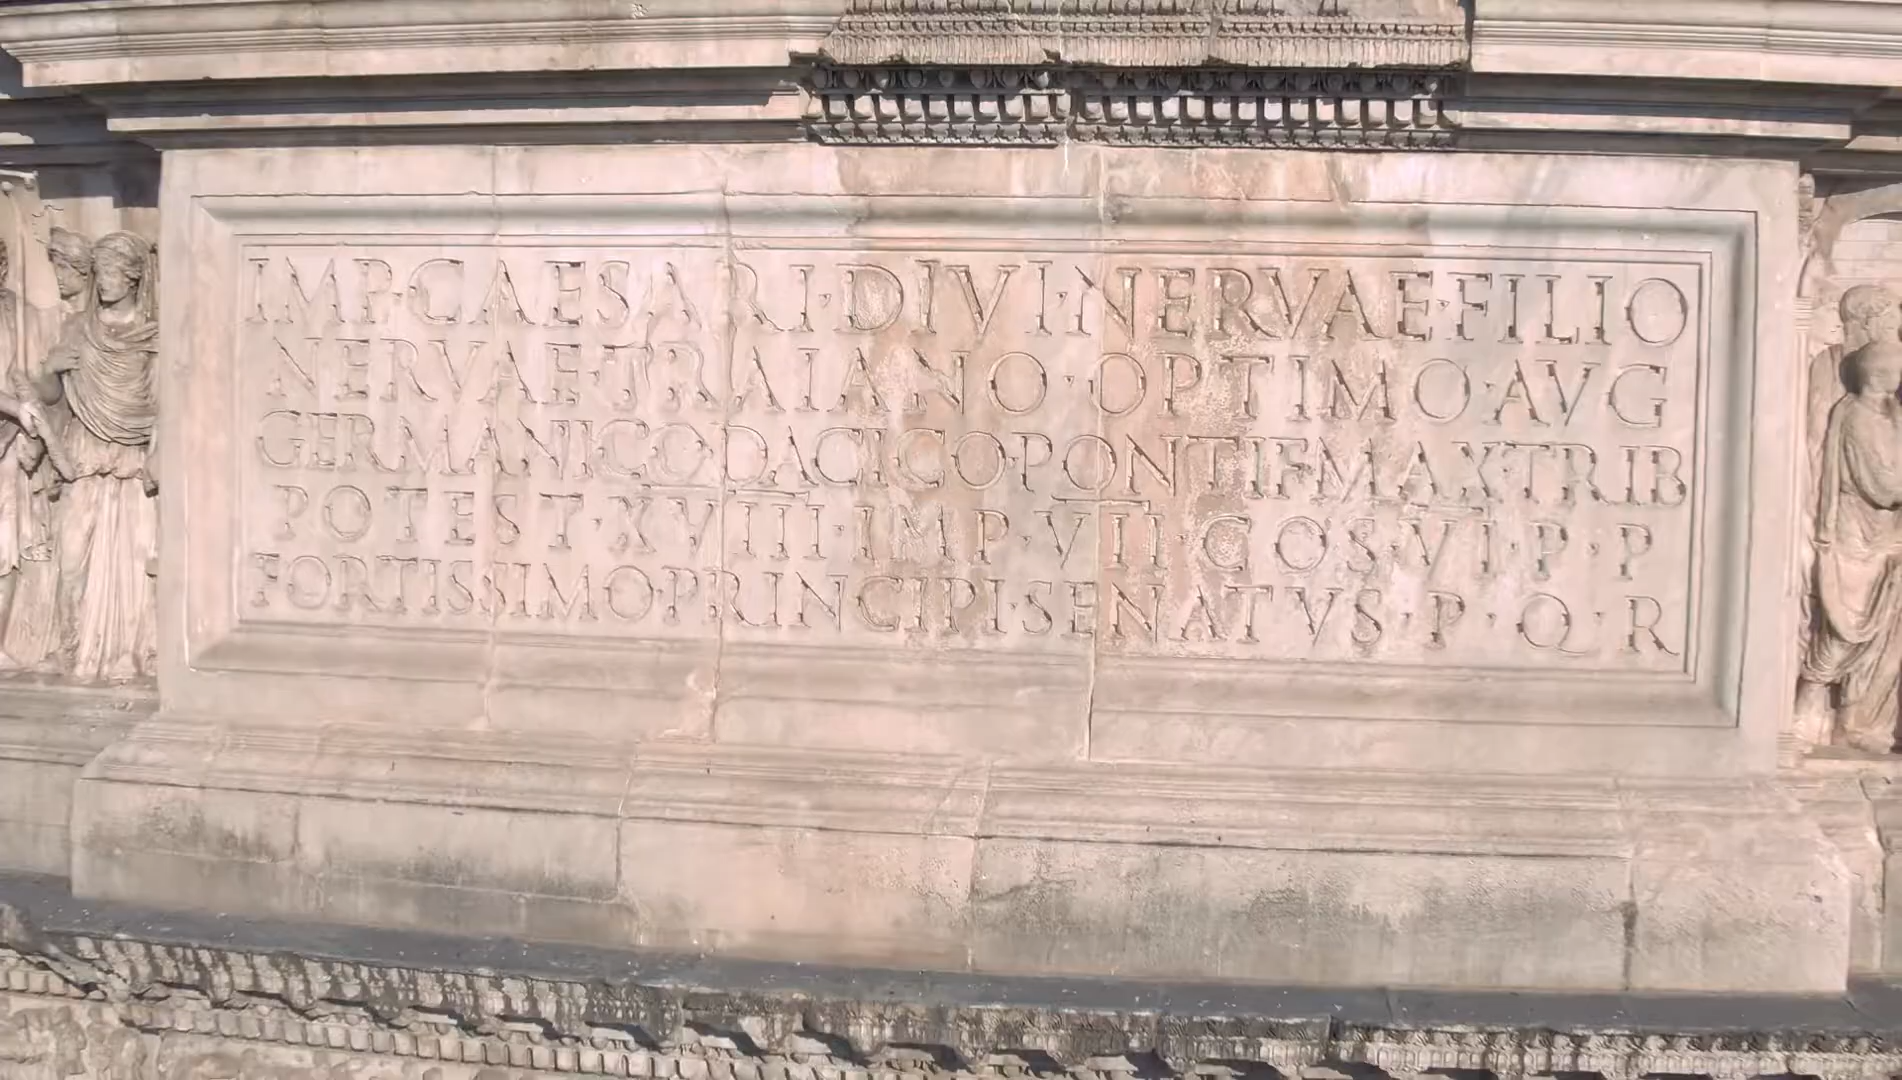 IMP·CAESARI·DIVI·NERVAE·FILIO
NERVAE·TRAIANO·OPTIMO·AVG
GERMANICO·DACICO·PONTIF·MAX·TRIB
POTEST·XVIII·IMP·VII·COS·VI·P·P
FORTISSIMO·PRINCIPI·SENATVS·P·Q·R